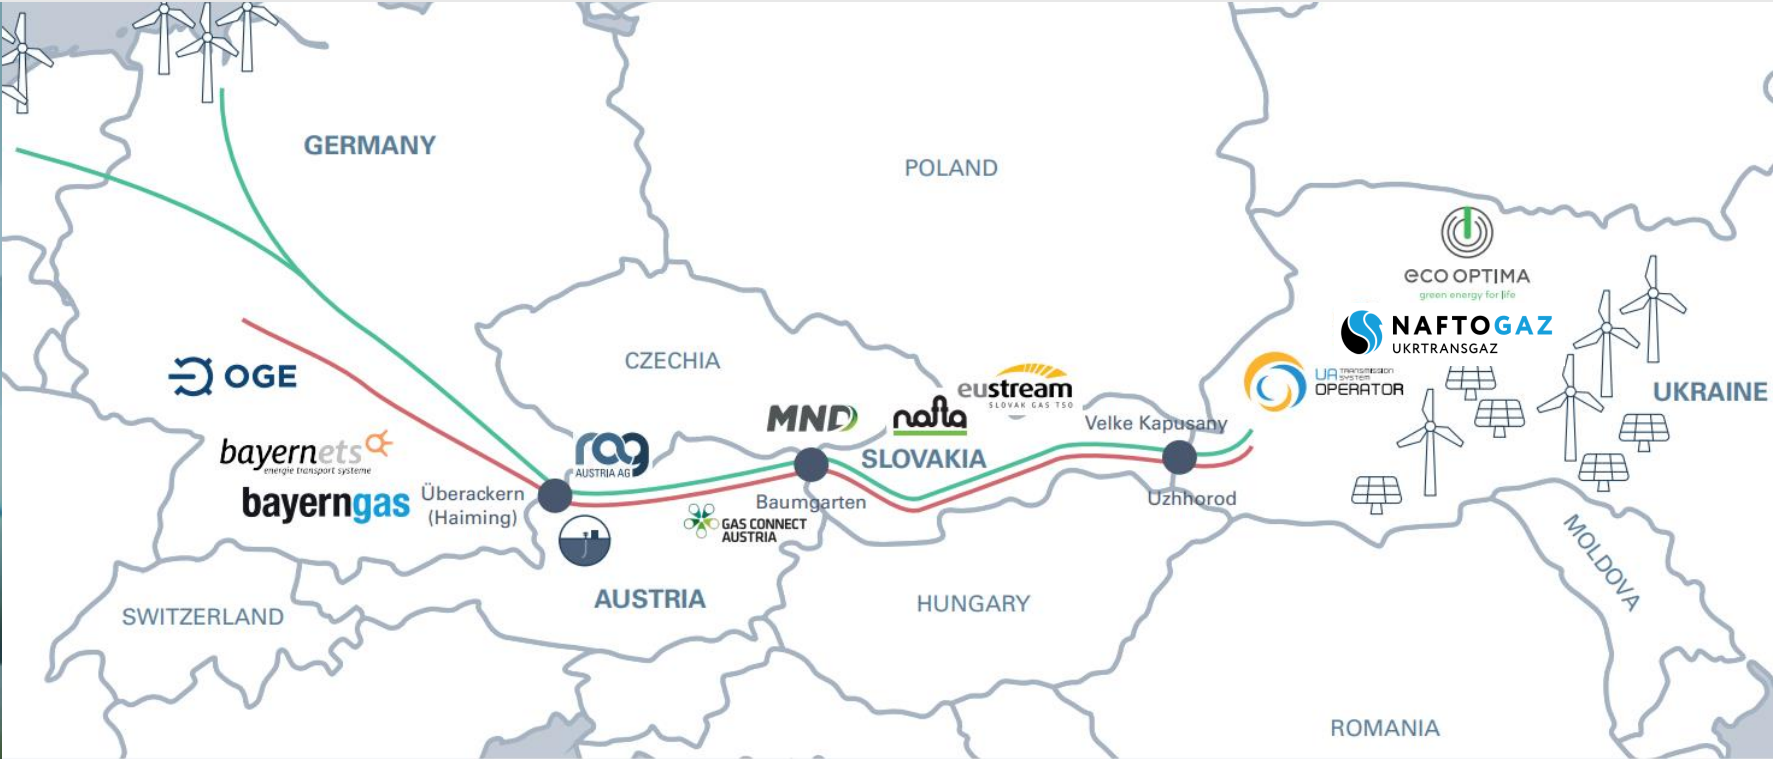 GERMANY
POLAND
eco OPTIMA
green energy for life
NAFTOGAZ
UKRTRANSGAZ
CZECHIA
OGE
eustream
SLOVAK GAS TSO
UA TRANSMISSION
SYSTEM
OPERATOR
UKRAINE
MND
nafta
Velke Kapusany
bayernets
energie transport systeme
rag
AUSTRIA AG
SLOVAKIA
bayerngas
Überackern
(Haiming)
Baumgarten
Uzhhorod
GAS CONNECT
AUSTRIA
MOLDOVA
SWITZERLAND
AUSTRIA
HUNGARY
ROMANIA